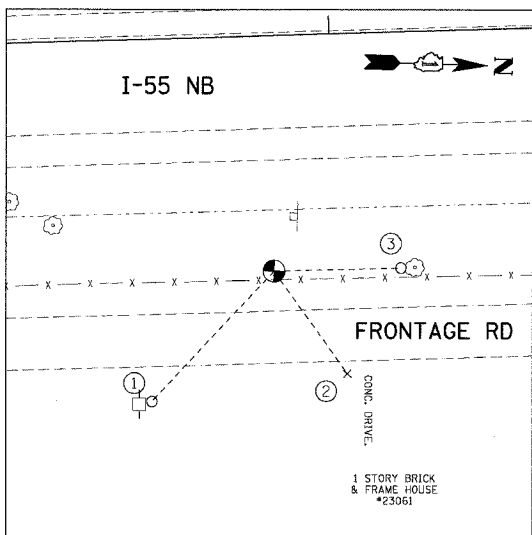 I-55 NB
N
3
FRONTAGE RD
1
2
CONC. DRIVE.
1 STORY BRICK
& FRAME HOUSE
*23061